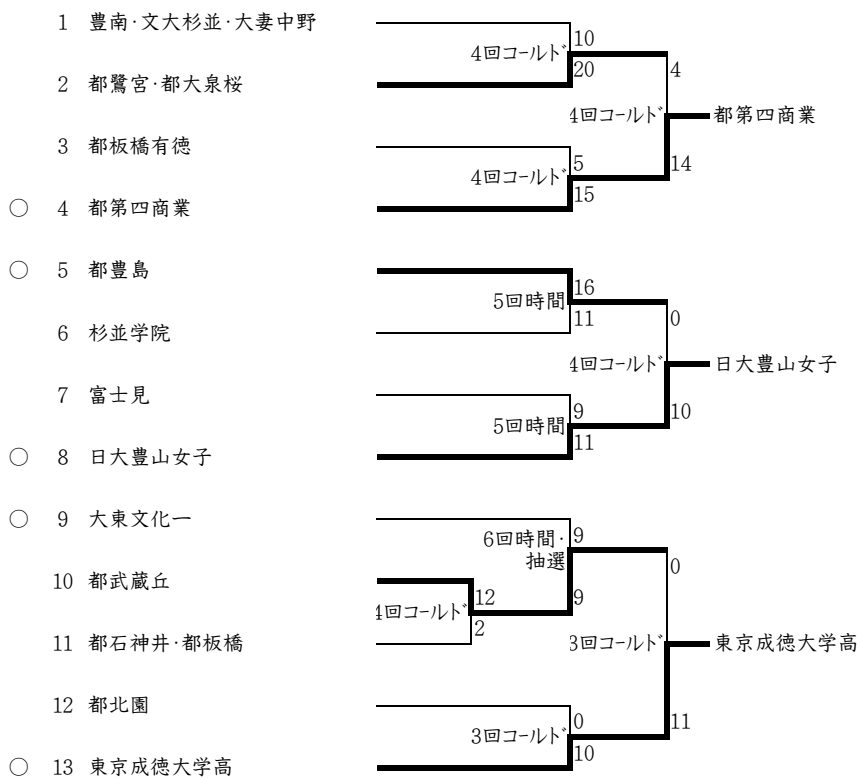 1 豊南·文大杉並·大妻中野
10
4回コールド
20
4
2 都鷺宮·都大泉桜
4回コールド
都第四商業
3 都板橋有徳
5
14
4回コールド
15
○ 4 都第四商業
○ 5 都豊島
16
5回時間
11
0
6 杉並学院
4回コールド
日大豊山女子
7 富士見
9
10
5回時間
11
○ 8 日大豊山女子
○ 9 大東文化一
9
6回時間·
抽選
0
10 都武蔵丘
12
9
4回コールド
2
11 都石神井·都板橋
3回コールド
東京成徳大学高
12 都北園
0
11
3回コールド
10
○ 13 東京成徳大学高